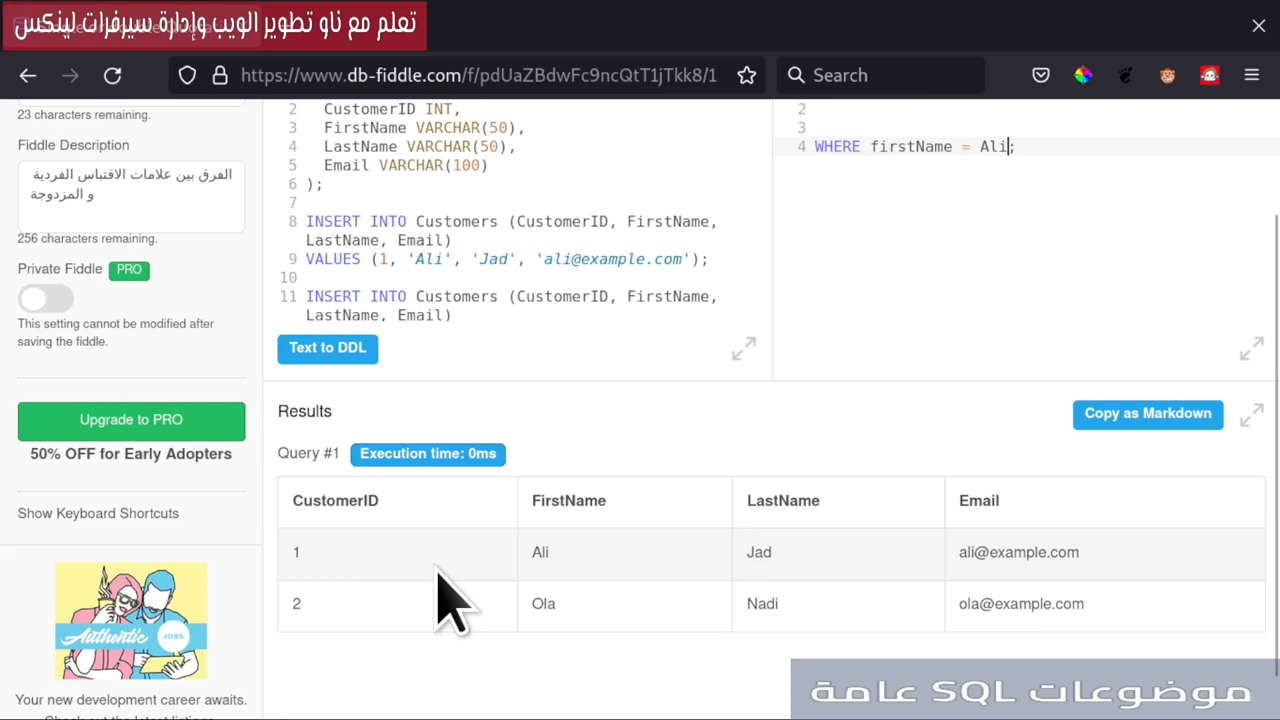 تعلم مع ناو تطوير الويب وإدارة سيرفرات لينكس
https://www.db-fiddle.com/f/pdUaZBdwFc9ncQtT1jTkk8/1
Search
23 characters remaining.
Fiddle Description
الفرق بين علامات الاقتباس الفردية
و المزدوجة
256 characters remaining.
Private Fiddle PRO
This setting cannot be modified after
saving the fiddle.
Upgrade to PRO
50% OFF for Early Adopters
Show Keyboard Shortcuts
Authentic JOBS
Your new development career awaits.
Check out the latest listings.
2 CustomerID INT,
3 FirstName VARCHAR(50),
4 LastName VARCHAR(50),
5 Email VARCHAR(100)
6 );
7
8 INSERT INTO Customers (CustomerID, FirstName,
LastName, Email)
9 VALUES (1, 'Ali', 'Jad', 'ali@example.com');
10
11 INSERT INTO Customers (CustomerID, FirstName,
LastName, Email)
Text to DDL
2
3
4 WHERE firstName = Ali;
Results
Copy as Markdown
Query #1 Execution time: 0ms
CustomerID FirstName LastName Email
1 Ali Jad ali@example.com
2 Ola Nadi ola@example.com
موضوعات SQL عامة